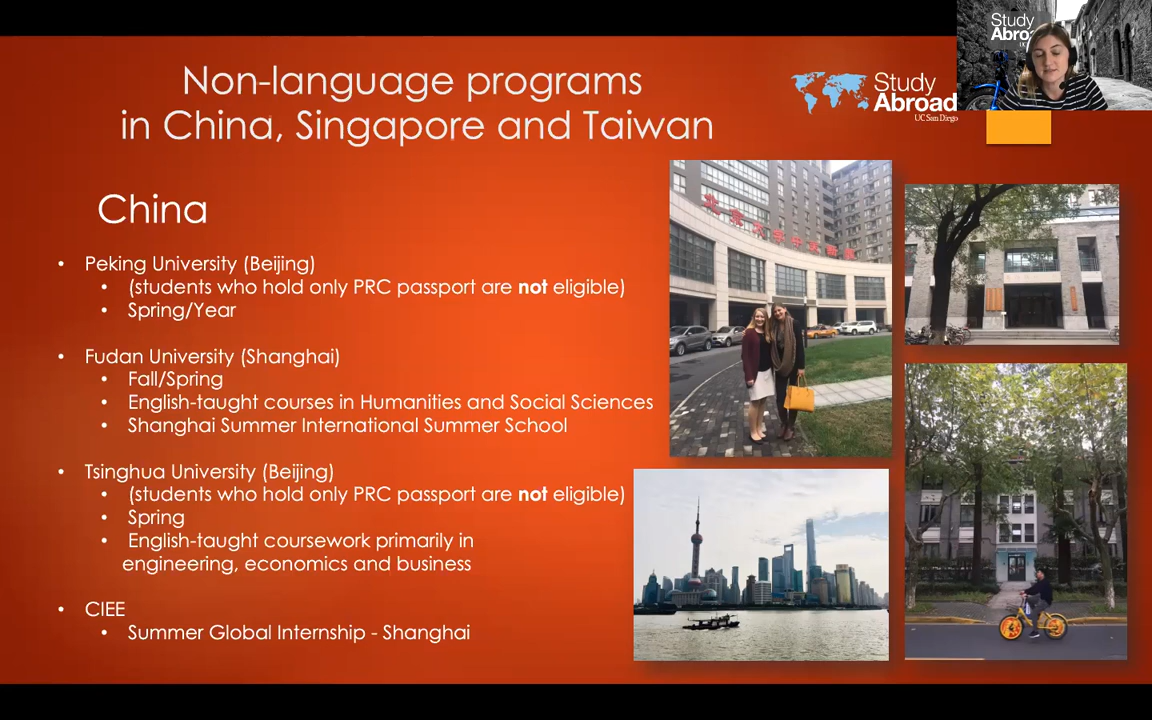 Non-language programs
in China, Singapore and Taiwan
Study
Abroad
UC San Diego
Study
China
• Peking University (Beijing)
• (students who hold only PRC passport are not eligible)
• Spring/Year
• Fudan University (Shanghai)
• Fall/Spring
• English-taught courses in Humanities and Social Sciences
• Shanghai Summer International Summer School
• Tsinghua University (Beijing)
• (students who hold only PRC passport are not eligible)
• Spring
• English-taught coursework primarily in
engineering, economics and business
• CIEE
• Summer Global Internship - Shanghai